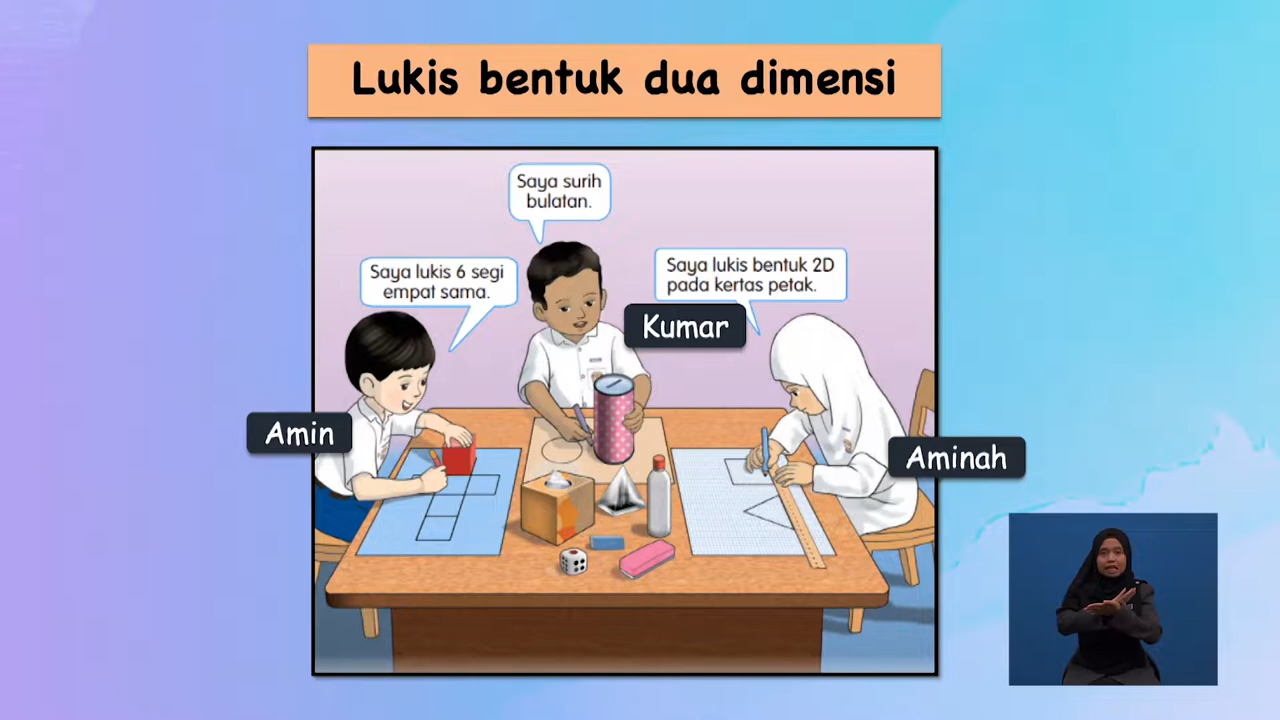 Lukis bentuk dua dimensi
Saya surih
bulatan.
Saya lukis 6 segi
empat sama.
Saya lukis bentuk 2D
pada kertas petak.
Kumar
Amin
Aminah